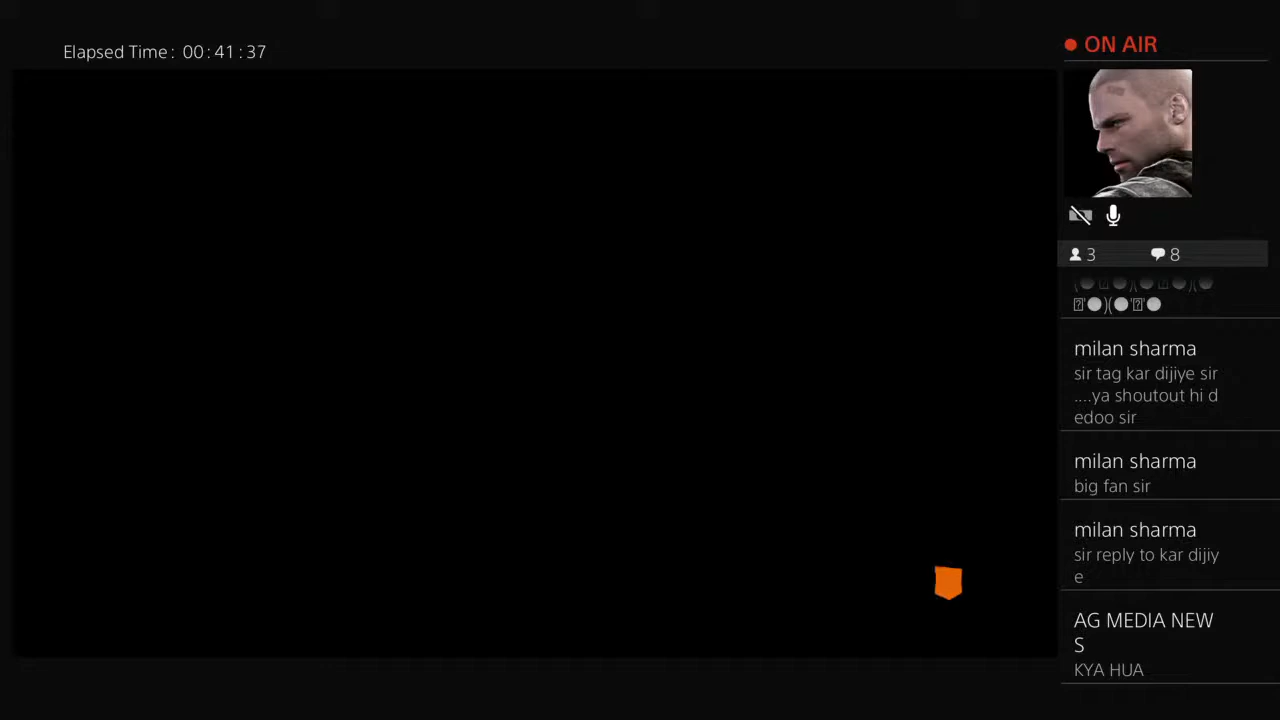 Elapsed Time: 00:41:37
ON AIR
3 8
milan sharma
sir tag kar dijiye sir
....ya shoutout hi d
edoo sir
milan sharma
big fan sir
milan sharma
sir reply to kar dijiy
e
AG MEDIA NEW
S
KYA HUA